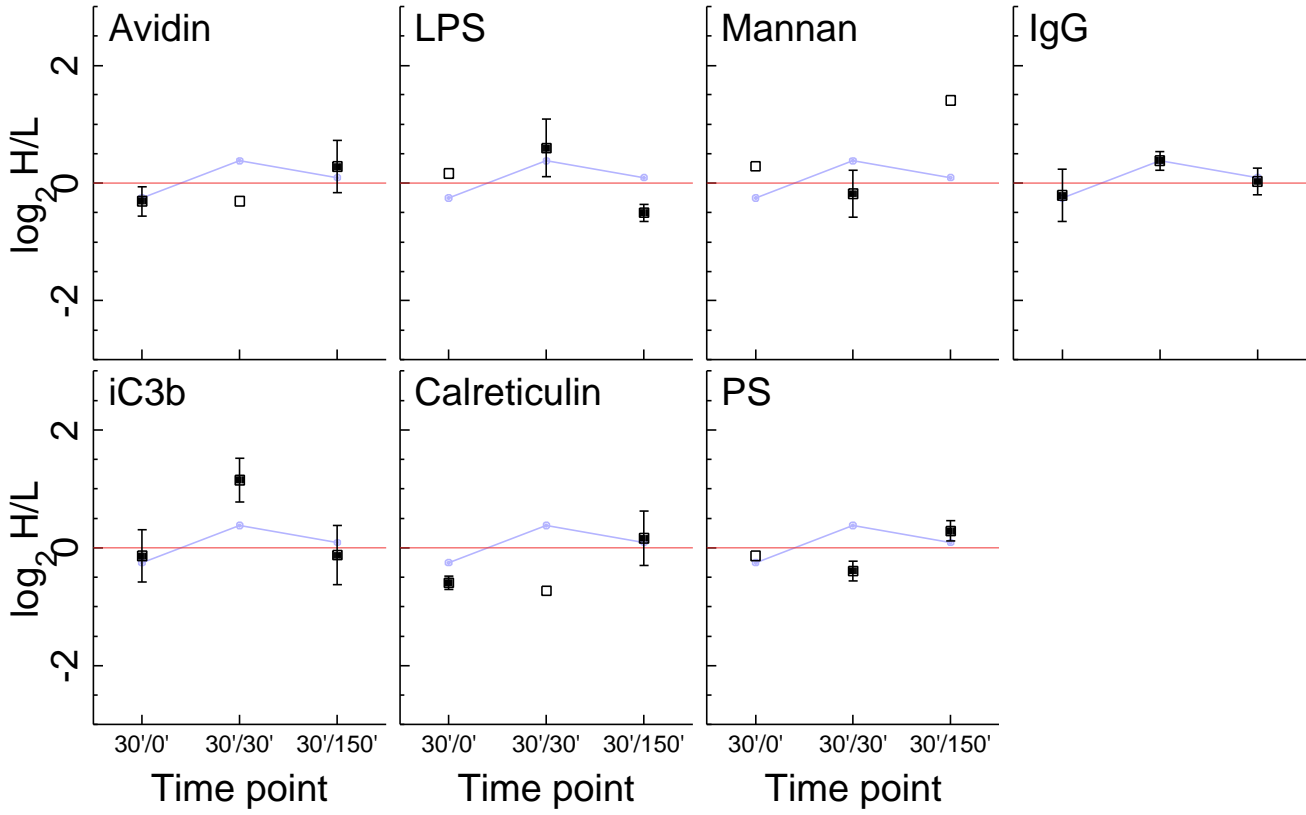 Avidin LPS Mannan IgG
2
0
-2
log2 H/L
iC3b Calreticulin PS
2
0
-2
log2 H/L
30'/0' 30'/30' 30'/150' 30'/0' 30'/30' 30'/150' 30'/0' 30'/30' 30'/150'
Time point Time point Time point